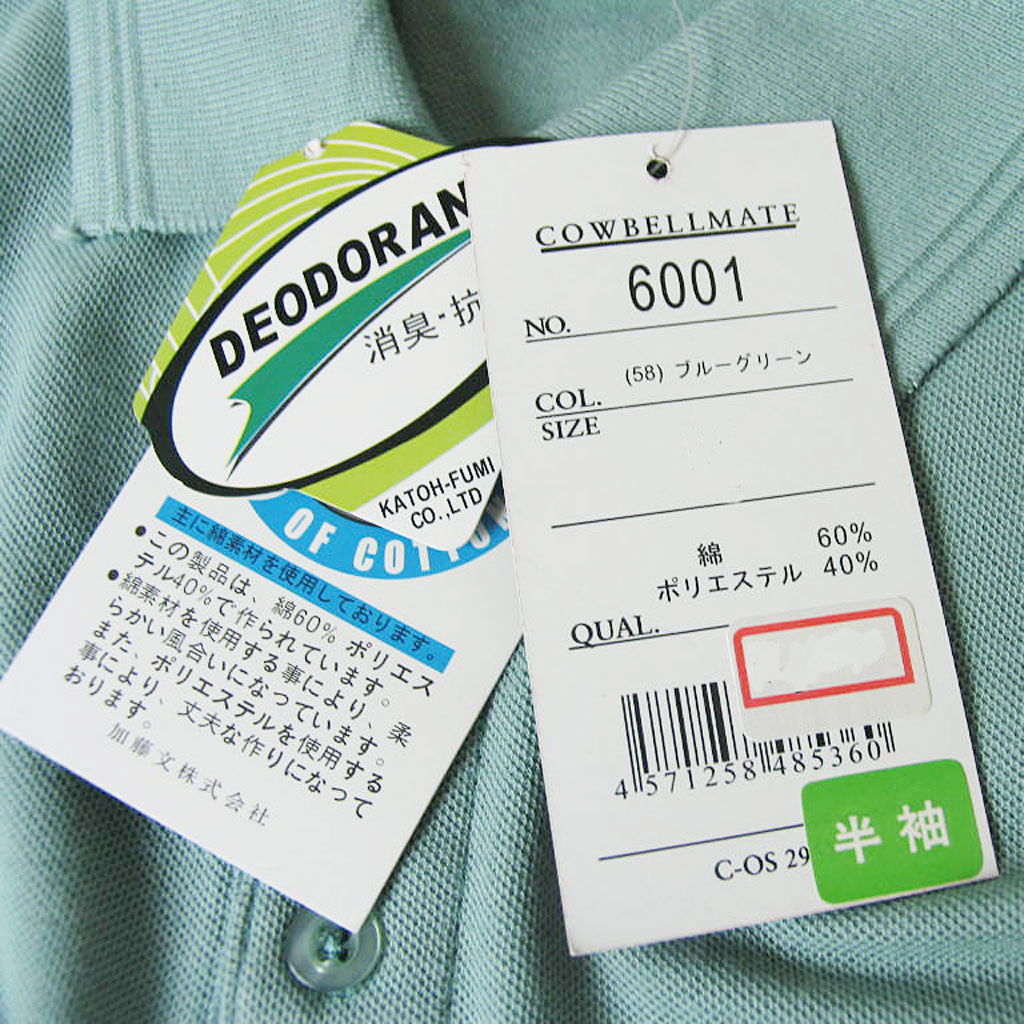 DEODORAN
消臭・抗
KATOH-FUMI
CO.,LTD
OF COTTO
主に綿素材を使用しております。
●この製品は、綿60% ポリエス
テル40%で作られています。
●綿素材を使用する事により、柔
らかい風合いになっています。
また、ポリエステルを使用する
事により、丈夫な作りになって
おります。
加藤文株式会社
COWBELLMATE
NO. 6001
COL. (58) ブルーグリーン
SIZE
綿 60%
ポリエステル 40%
QUAL.
4 571258 485360
C-OS 29
半袖